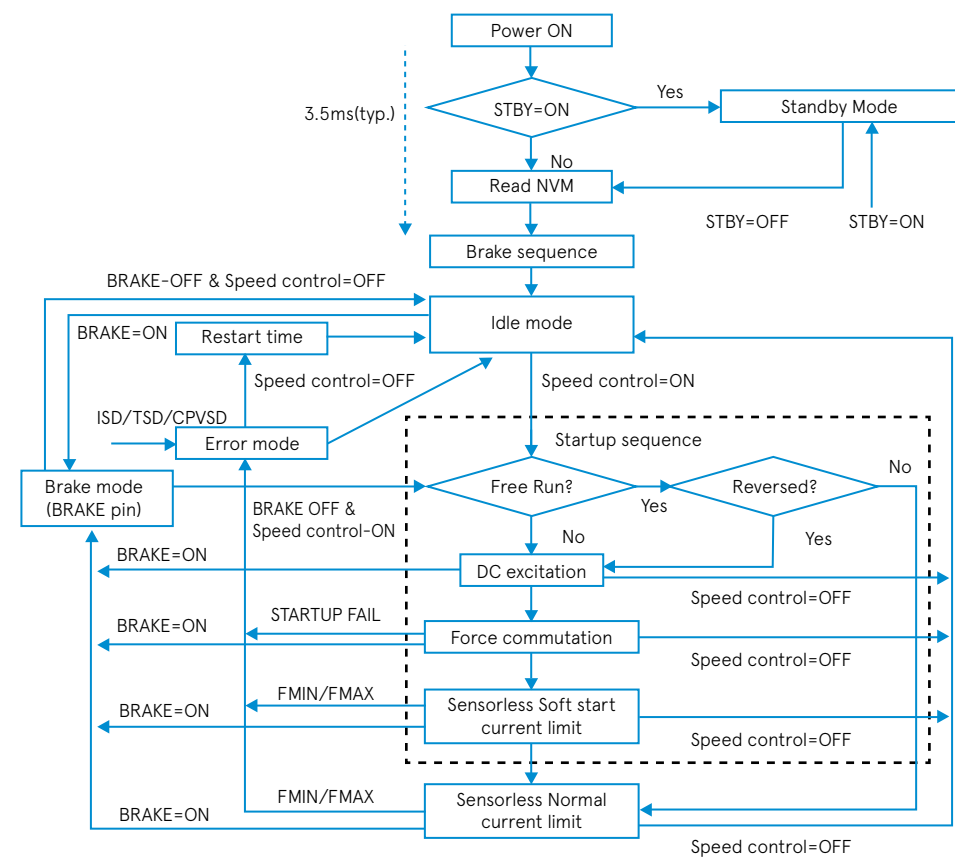 Power ON
3.5ms(typ.)
STBY=ON
Yes
Standby Mode
No
Read NVM
STBY=OFF
STBY=ON
Brake sequence
BRAKE-OFF & Speed control=OFF
Idle mode
BRAKE=ON
Restart time
Speed control=OFF
Speed control=ON
ISD/TSD/CPVSD
Error mode
Startup sequence
Brake mode
(BRAKE pin)
Free Run?
Yes
Reversed?
No
BRAKE OFF &
Speed control-ON
No
Yes
BRAKE=ON
DC excitation
Speed control=OFF
STARTUP FAIL
BRAKE=ON
Force commutation
Speed control=OFF
FMIN/FMAX
BRAKE=ON
Sensorless Soft start
current limit
Speed control=OFF
FMIN/FMAX
BRAKE=ON
Sensorless Normal
current limit
Speed control=OFF